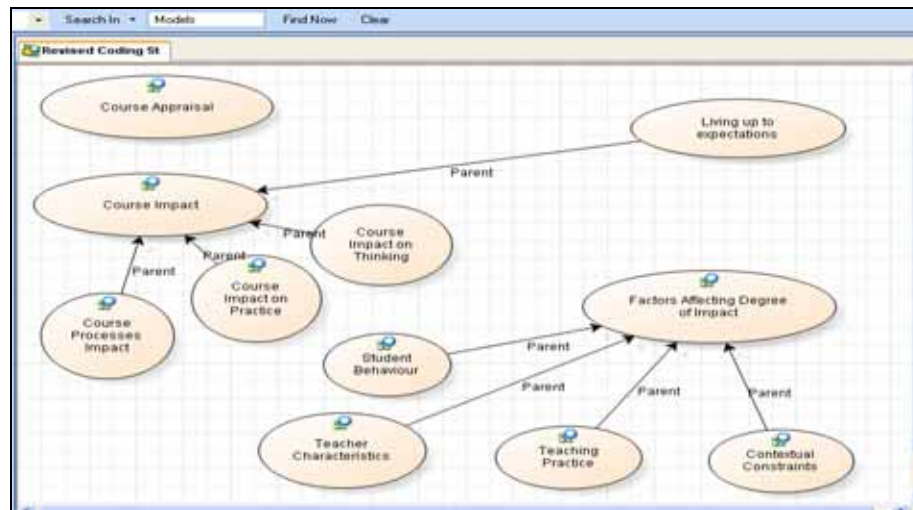 Search In
Models
Find Now
Clear
Revised Coding St
Course Appraisal
Living up to
expectations
Parent
Course Impact
Parent
Course
Impact on
Thinking
Parent
Parent
Course
Impact on
Practice
Course
Processes
Impact
Factors Affecting Degree
of Impact
Student
Behaviour
Parent
Parent
Parent
Parent
Teacher
Characteristics
Teaching
Practice
Contextual
Constraints